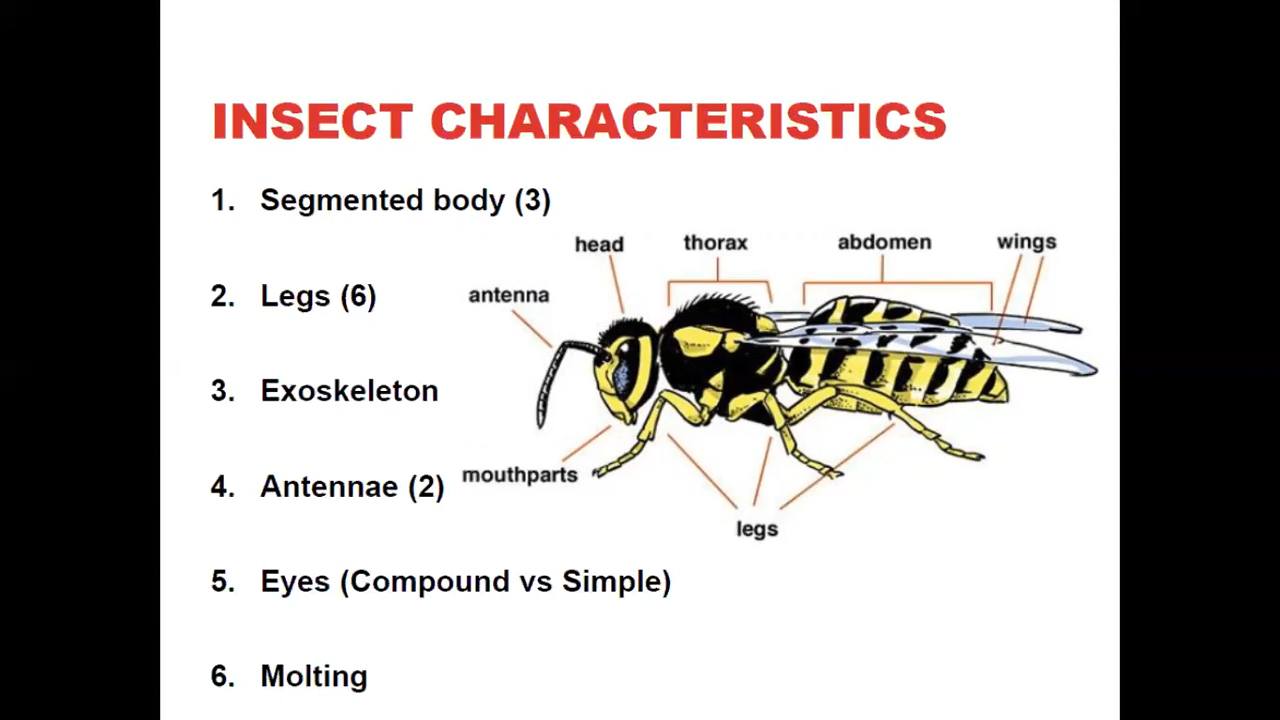 INSECT CHARACTERISTICS
1. Segmented body (3)
head
thorax
abdomen
wings
antenna
2. Legs (6)
3. Exoskeleton
mouthparts
4. Antennae (2)
legs
5. Eyes (Compound vs Simple)
6. Molting